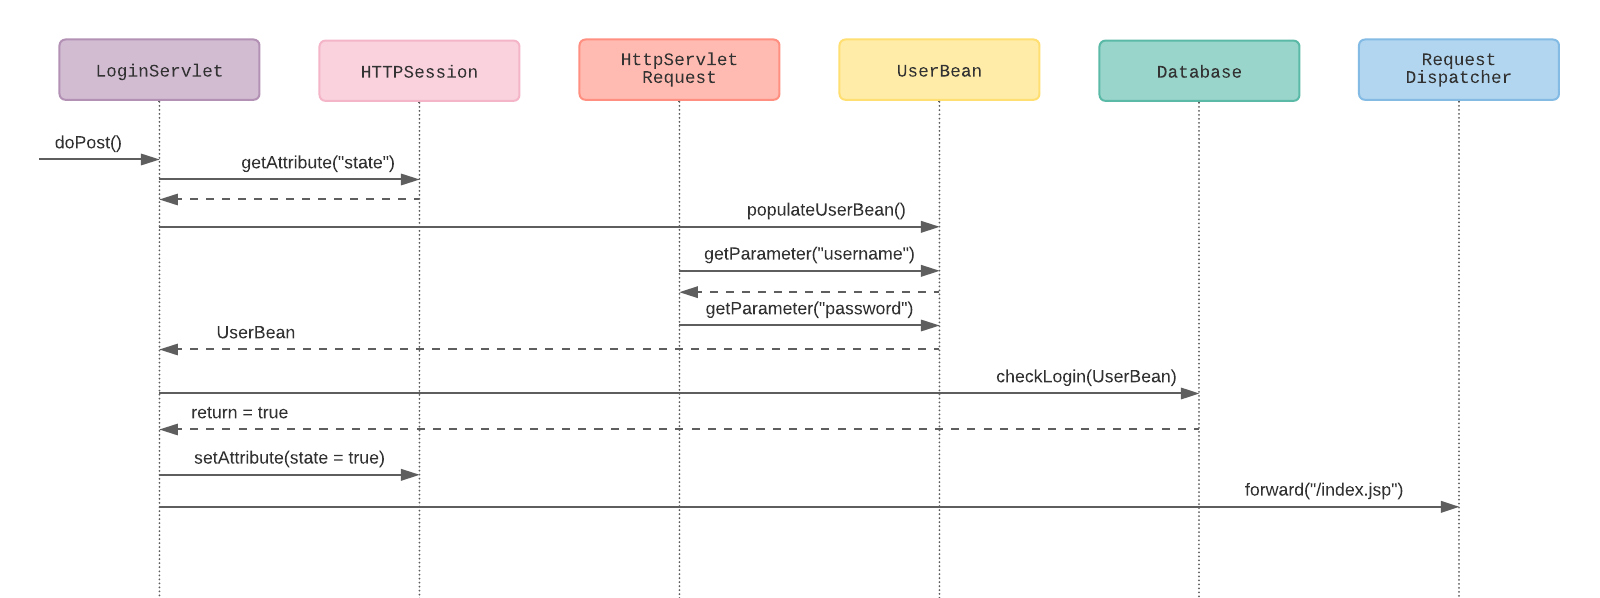 LoginServlet
HTTPSession
HttpServlet
Request
UserBean
Database
Request
Dispatcher
doPost()
getAttribute("state")
populateUserBean()
getParameter("username")
getParameter("password")
UserBean
checkLogin(UserBean)
return = true
setAttribute(state = true)
forward("/index.jsp")